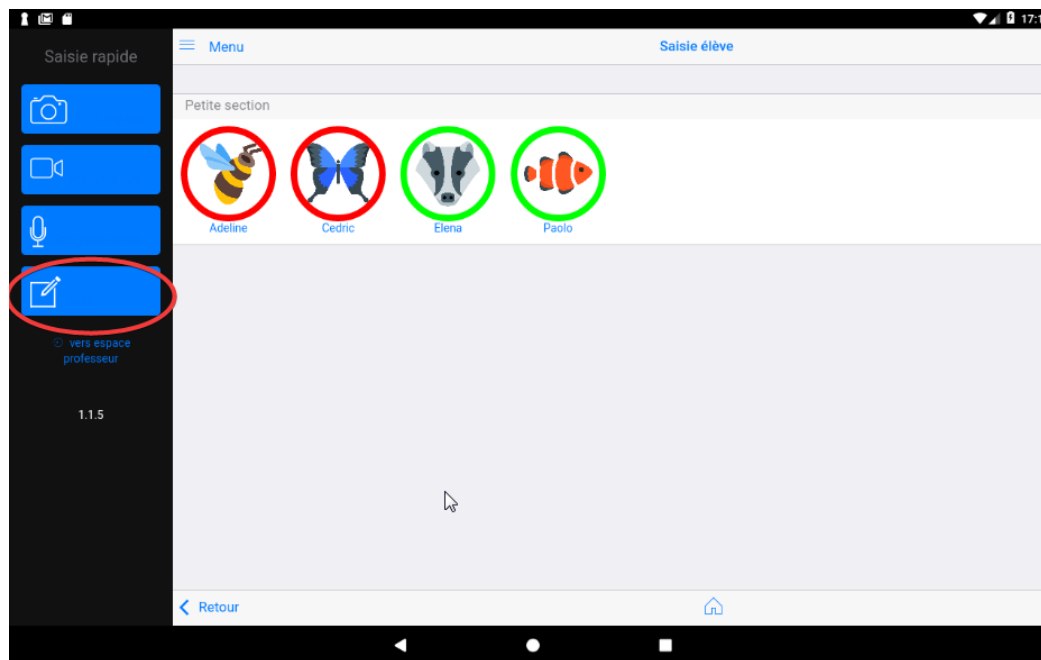 17:1
Saisie rapide
Menu
Saisie élève
Petite section
Adeline
Cedric
Elena
Paolo
vers espace
professeur
1.1.5
Retour